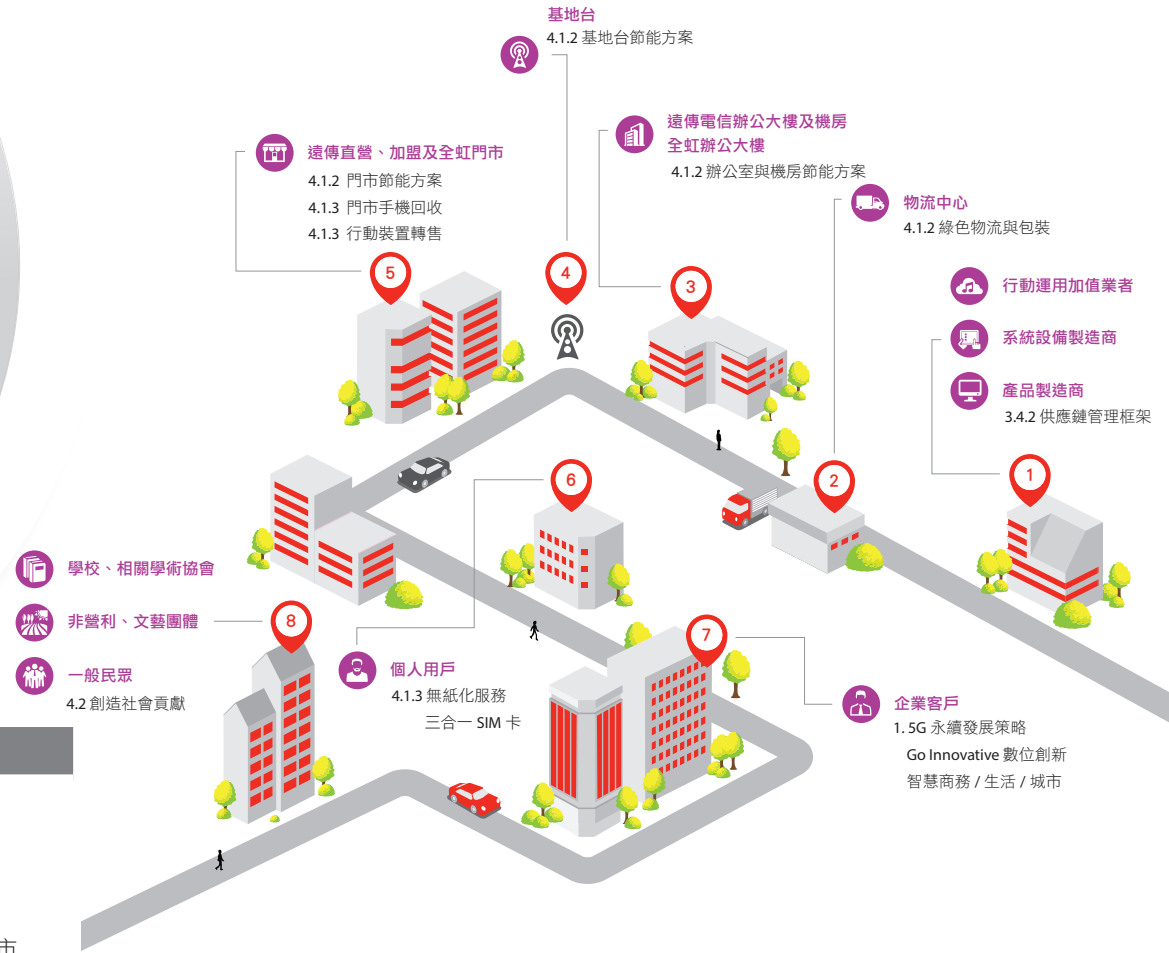 基地台
4.1.2 基地台節能方案
遠傳電信辦公大樓及機房
全虹辦公大樓
4.1.2 辦公室與機房節能方案
遠傳直營、加盟及全虹門市
4.1.2 門市節能方案
4.1.3 門市手機回收
4.1.3 行動裝置轉售
物流中心
4.1.2 綠色物流與包裝
行動運用加值業者
系統設備製造商
產品製造商
3.4.2 供應鏈管理框架
5
4
3
2
1
6
7
8
學校、相關學術協會
非營利、文藝團體
一般民眾
4.2 創造社會貢獻
個人用戶
4.1.3 無紙化服務
三合一 SIM 卡
企業客戶
1. 5G 永續發展策略
Go Innovative 數位創新
智慧商務 / 生活 / 城市
市